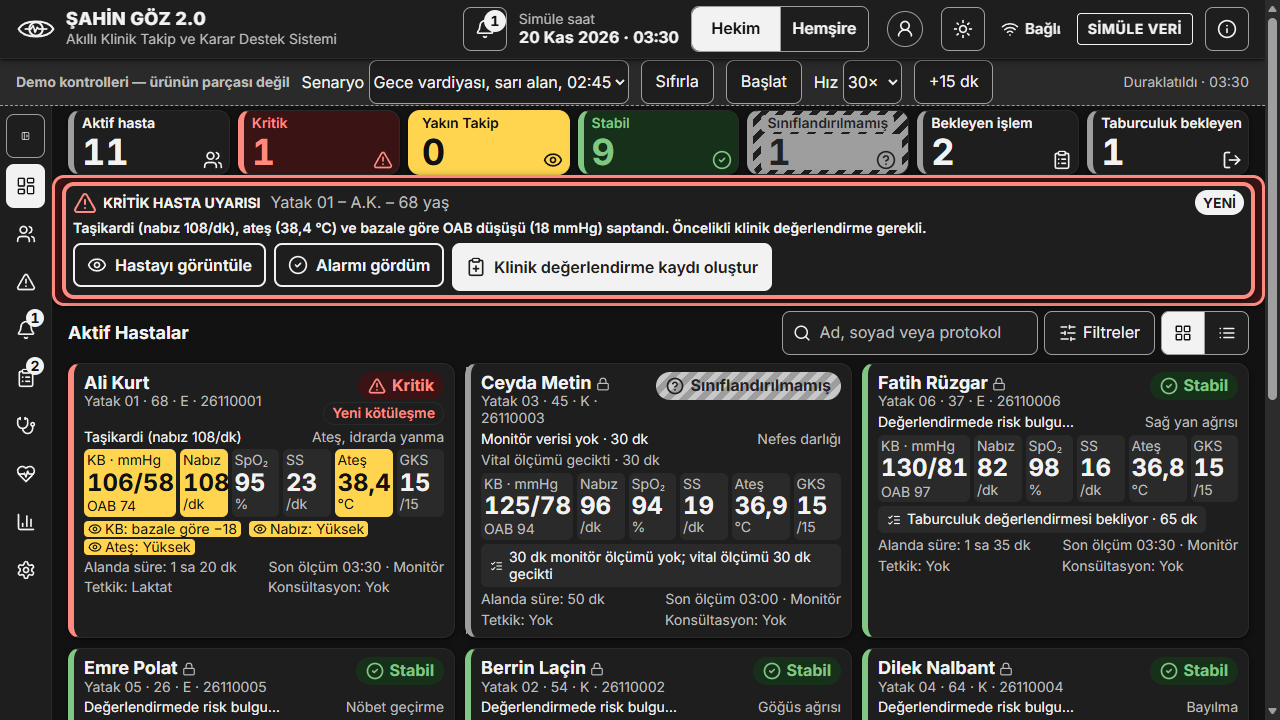 ŞAHİN GÖZ 2.0
Akıllı Klinik Takip ve Karar Destek Sistemi
1
Simüle saat
20 Kas 2026 · 03:30
Hekim
Hemşire
Bağlı
SİMÜLE VERİ
Demo kontrolleri — ürünün parçası değil
Senaryo
Gece vardiyası, sarı alan, 02:45
Sıfırla
Başlat
Hız
30×
+15 dk
Duraklatıldı · 03:30
Aktif hasta
11
Kritik
1
Yakın Takip
0
Stabil
9
Sınıflandırılmamış
1
Bekleyen işlem
2
Taburculuk bekleyen
1
KRİTİK HASTA UYARISI Yatak 01 – A.K. – 68 yaş
YENİ
Taşikardi (nabız 108/dk), ateş (38,4 °C) ve bazale göre OAB düşüşü (18 mmHg) saptandı. Öncelikli klinik değerlendirme gerekli.
Hastayı görüntüle
Alarmı gördüm
Klinik değerlendirme kaydı oluştur
1
2
Aktif Hastalar
Ad, soyad veya protokol
Filtreler
Ali Kurt
Kritik
Yatak 01 · 68 · E · 26110001
Yeni kötüleşme
Taşikardi (nabız 108/dk)
Ateş, idrarda yanma
KB · mmHg
106/58
OAB 74
Nabız
108
/dk
SpO₂
95
%
SS
23
/dk
Ateş
38,4
°C
GKS
15
/15
KB: bazale göre −18
Nabız: Yüksek
Ateş: Yüksek
Alanda süre: 1 sa 20 dk
Son ölçüm 03:30 · Monitör
Tetkik: Laktat
Konsültasyon: Yok
Ceyda Metin
Sınıflandırılmamış
Yatak 03 · 45 · K ·
26110003
Monitör verisi yok · 30 dk
Nefes darlığı
Vital ölçümü gecikti · 30 dk
KB · mmHg
125/78
OAB 94
Nabız
96
/dk
SpO₂
94
%
SS
19
/dk
Ateş
36,9
°C
GKS
15
/15
30 dk monitör ölçümü yok; vital ölçümü 30 dk
gecikti
Alanda süre: 50 dk
Son ölçüm 03:00 · Monitör
Tetkik: Yok
Konsültasyon: Yok
Fatih Rüzgar
Stabil
Yatak 06 · 37 · E · 26110006
Değerlendirmede risk bulgu...
Sağ yan ağrısı
KB · mmHg
130/81
OAB 97
Nabız
82
/dk
SpO₂
98
%
SS
16
/dk
Ateş
36,8
°C
GKS
15
/15
Taburculuk değerlendirmesi bekliyor · 65 dk
Alanda süre: 1 sa 35 dk
Son ölçüm 03:30 · Monitör
Tetkik: Yok
Konsültasyon: Yok
Emre Polat
Stabil
Yatak 05 · 26 · E · 26110005
Değerlendirmede risk bulgu...
Nöbet geçirme
Berrin Laçin
Stabil
Yatak 02 · 54 · K · 26110002
Değerlendirmede risk bulgu...
Göğüs ağrısı
Dilek Nalbant
Stabil
Yatak 04 · 64 · K · 26110004
Değerlendirmede risk bulgu...
Bayılma